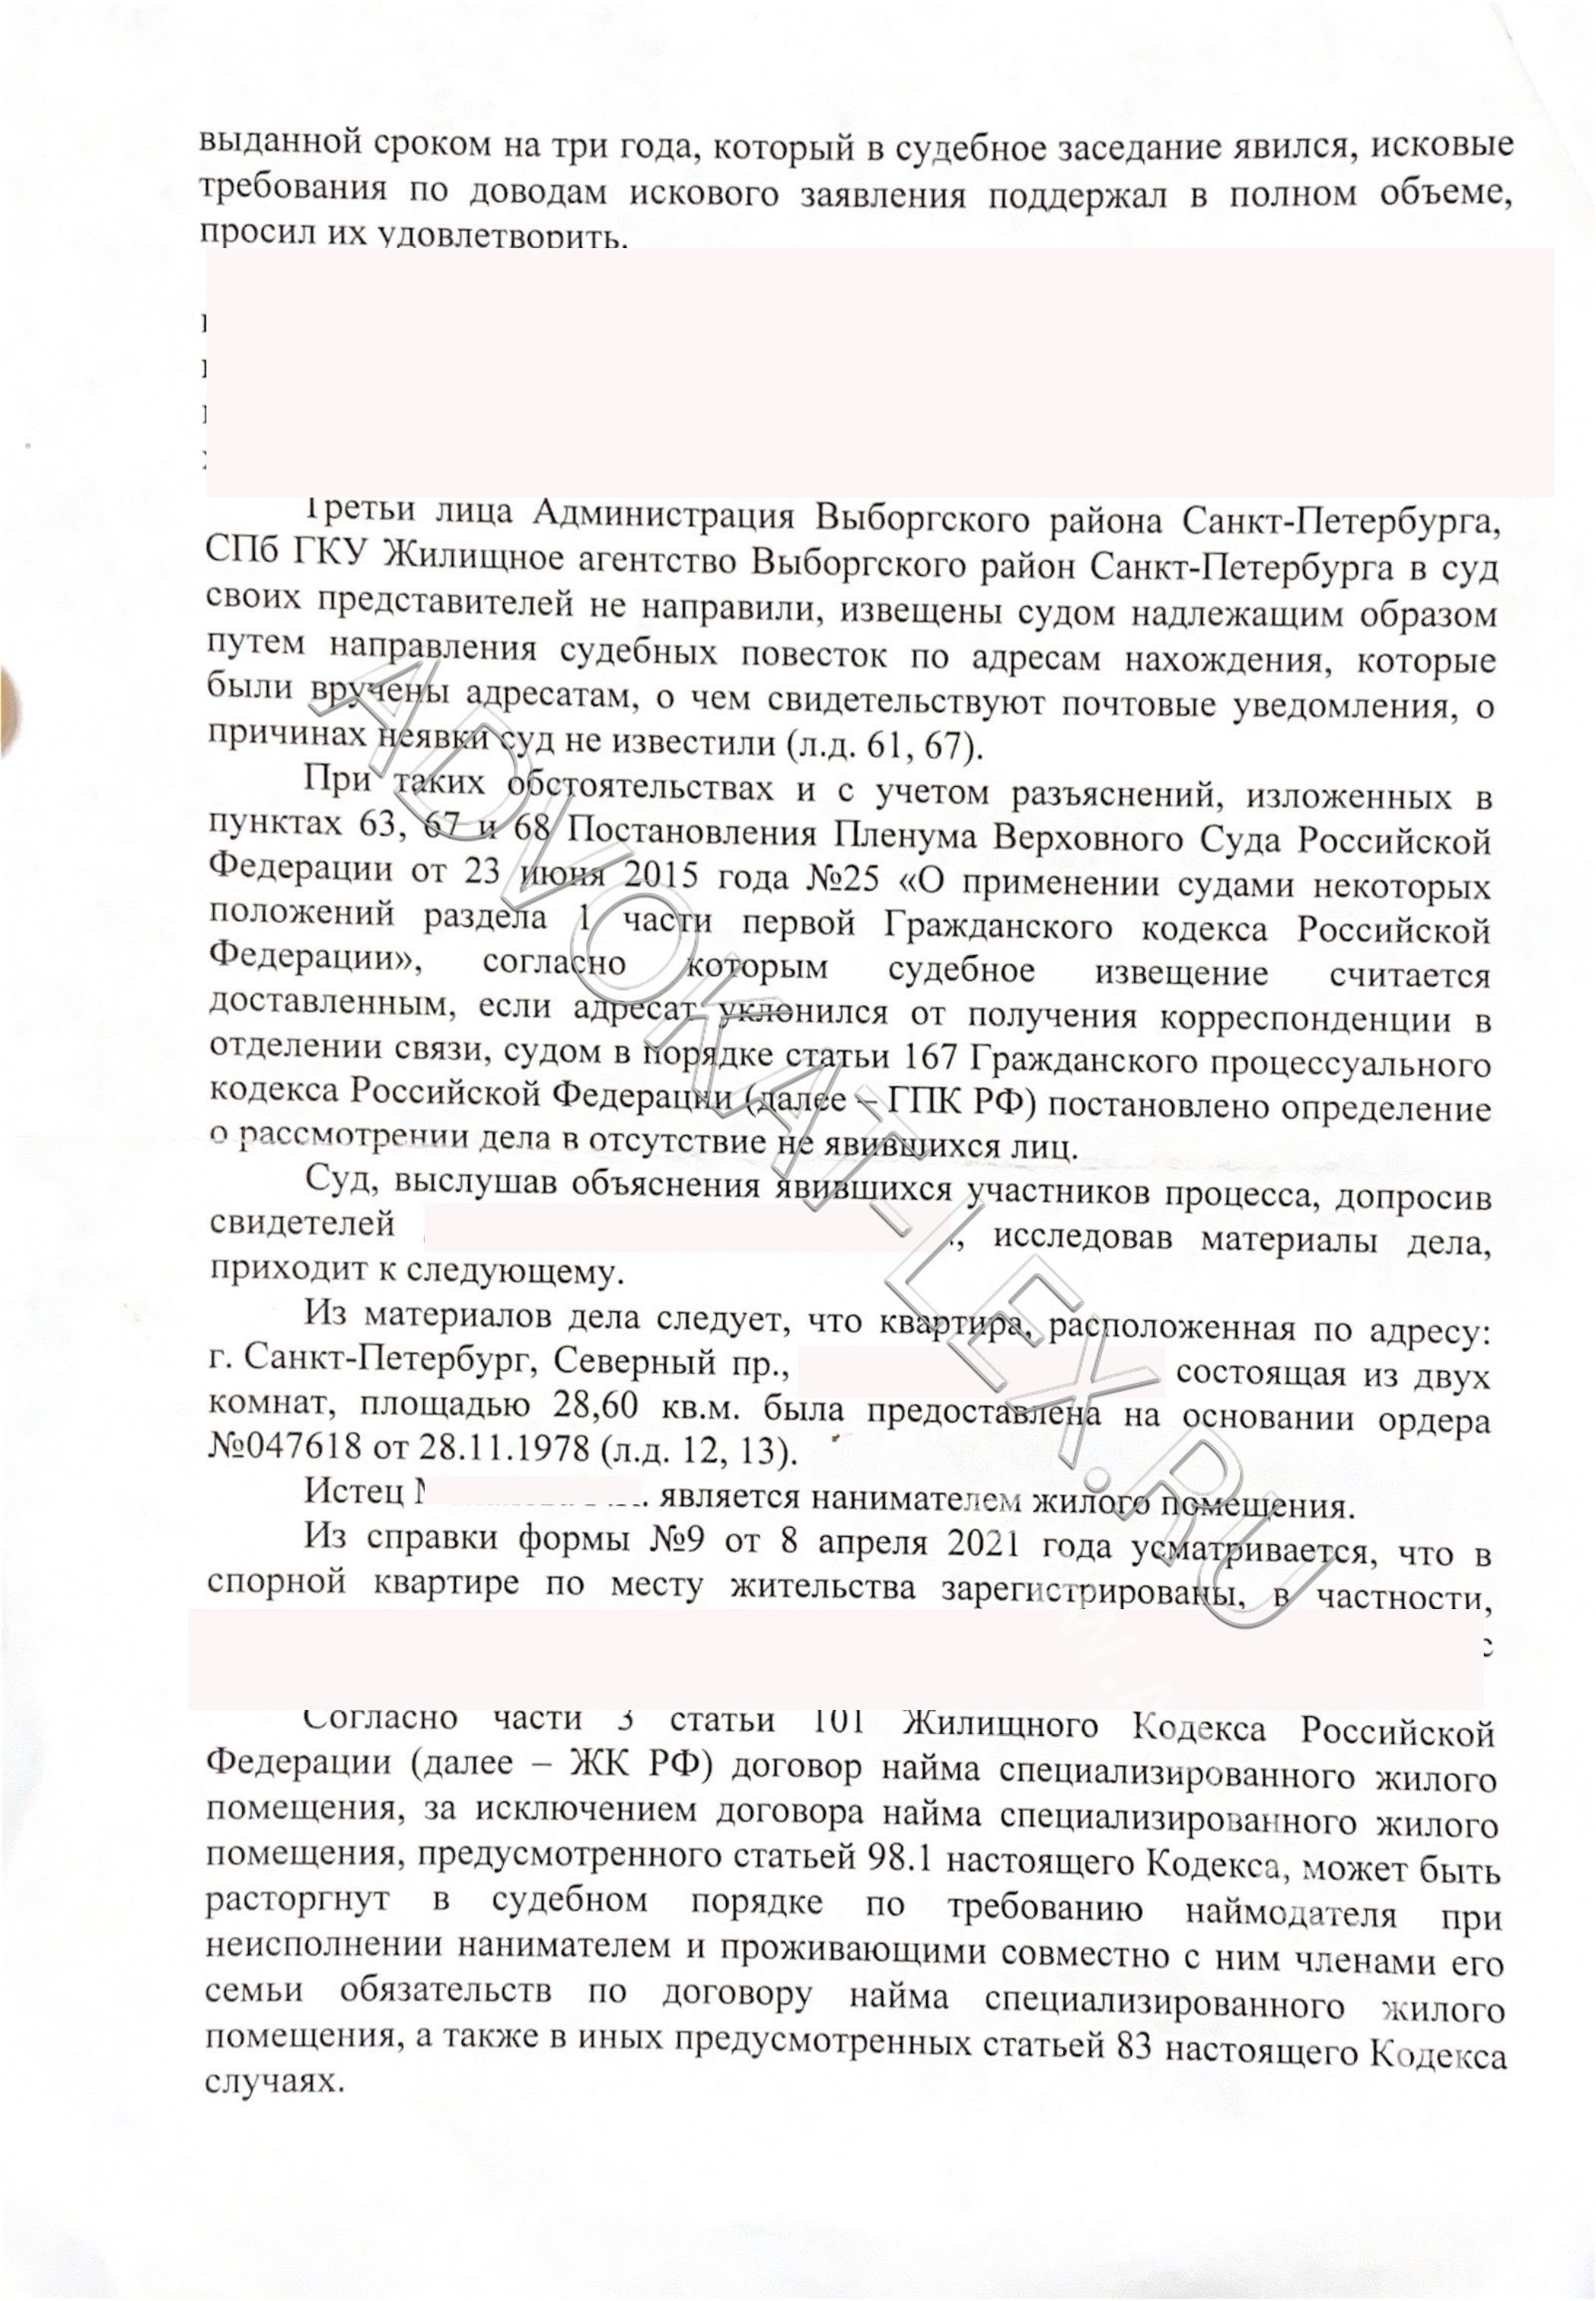 выданной сроком на три года, который в судебное заседание явился, исковые
требования по доводам искового заявления поддержал в полном объеме,
просил их удовлетворить.
Третьи лица Администрация Выборгского района Санкт-Петербурга,
СПб ГКУ Жилищное агентство Выборгского район Санкт-Петербурга в суд
своих представителей не направили, извещены судом надлежащим образом
путем направления судебных повесток по адресам нахождения, которые
были вручены адресатам, о чем свидетельствуют почтовые уведомления, о
причинах неявки суд не известили (л.д. 61, 67).
При таких обстоятельствах и с учетом разъяснений, изложенных в
пунктах 63, 67 и 68 Постановления Пленума Верховного Суда Российской
Федерации от 23 июня 2015 года №25 «О применении судами некоторых
положений раздела 1 части первой Гражданского кодекса Российской
Федерации», согласно которым судебное извещение считается
доставленным, если адресат уклонился от получения корреспонденции в
отделении связи, судом в порядке статьи 167 Гражданского процессуального
кодекса Российской Федерации (далее – ГПК РФ) постановлено определение
о рассмотрении дела в отсутствие не явившихся лиц.
Суд, выслушав объяснения явившихся участников процесса, допросив
свидетелей ., исследовав материалы дела,
приходит к следующему.
Из материалов дела следует, что квартира, расположенная по адресу:
г. Санкт-Петербург, Северный пр., состоящая из двух
комнат, площадью 28,60 кв.м. была предоставлена на основании ордера
№047618 от 28.11.1978 (л.д. 12, 13).
Истец является нанимателем жилого помещения.
Из справки формы №9 от 8 апреля 2021 года усматривается, что в
спорной квартире по месту жительства зарегистрированы, в частности,
с
Согласно части 3 статьи 101 Жилищного Кодекса Российской
Федерации (далее – ЖК РФ) договор найма специализированного жилого
помещения, за исключением договора найма специализированного жилого
помещения, предусмотренного статьей 98.1 настоящего Кодекса, может быть
расторгнут в судебном порядке по требованию наймодателя при
неисполнении нанимателем и проживающими совместно с ним членами его
семьи обязательств по договору найма специализированного жилого
помещения, а также в иных предусмотренных статьей 83 настоящего Кодекса
случаях.
ADVOKAT-LEX.RU